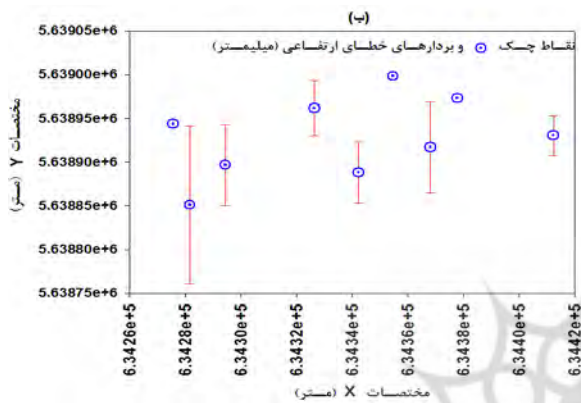 (ب)
نقاط چک و بردارهای خطای ارتفاعی (میلیمتر)
مختصات Y (متر)
5.63905e+6
5.63900e+6
5.63895e+6
5.63890e+6
5.63885e+6
5.63880e+6
5.63875e+6
6.3426e+5
6.3428e+5
6.3430e+5
6.3432e+5
6.3434e+5
6.3436e+5
6.3438e+5
6.3440e+5
6.3442e+5
مختصات X (متر)